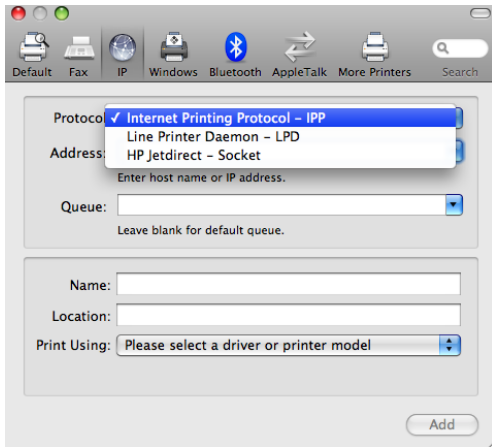 Default Fax IP Windows Bluetooth AppleTalk More Printers Search
Protocol
✓ Internet Printing Protocol – IPP
Line Printer Daemon – LPD
HP Jetdirect – Socket
Address:
Enter host name or IP address.
Queue:
Leave blank for default queue.
Name:
Location:
Print Using: Please select a driver or printer model
Add